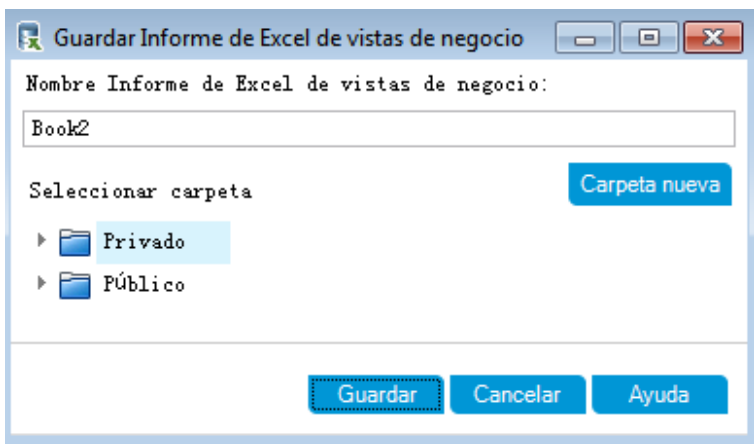 Guardar Informe de Excel de vistas de negocio
Nombre Informe de Excel de vistas de negocio:
Book2
Seleccionar carpeta
Carpeta nueva
Privado
Público
Guardar
Cancelar
Ayuda